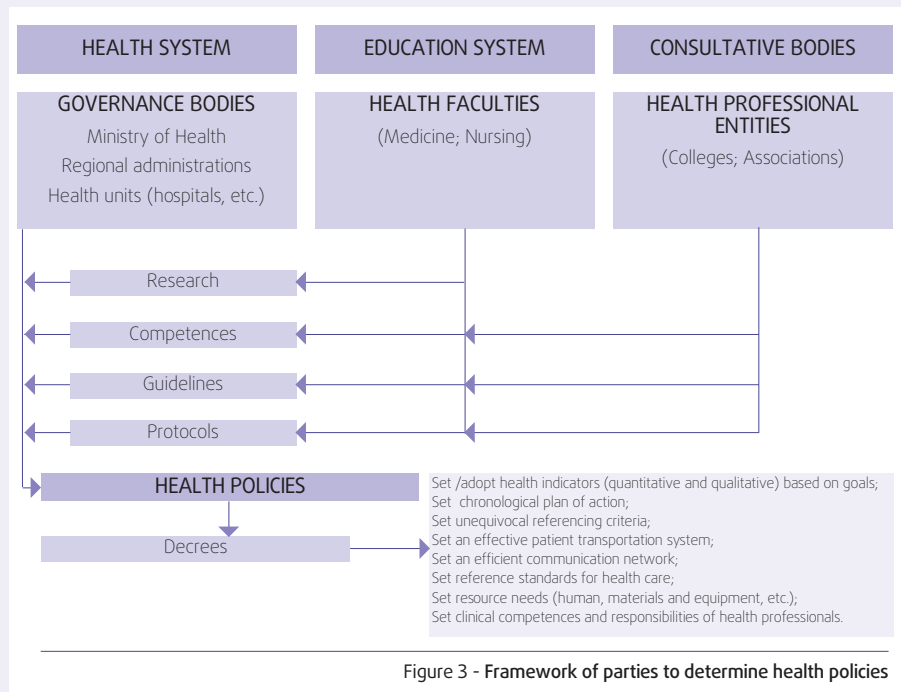 HEALTH SYSTEM
EDUCATION SYSTEM
CONSULTATIVE BODIES
GOVERNANCE BODIES
Ministry of Health
Regional administrations
Health units (hospitals, etc.)
HEALTH FACULTIES
(Medicine; Nursing)
HEALTH PROFESSIONAL
ENTITIES
(Colleges; Associations)
Research
Competences
Guidelines
Protocols
HEALTH POLICIES
Decrees
Set /adopt health indicators (quantitative and qualitative) based on goals;
Set chronological plan of action;
Set unequivocal referencing criteria;
Set an effective patient transportation system;
Set an efficient communication network;
Set reference standards for health care;
Set resource needs (human, materials and equipment, etc.);
Set clinical competences and responsibilities of health professionals.
Figure 3 - Framework of parties to determine health policies